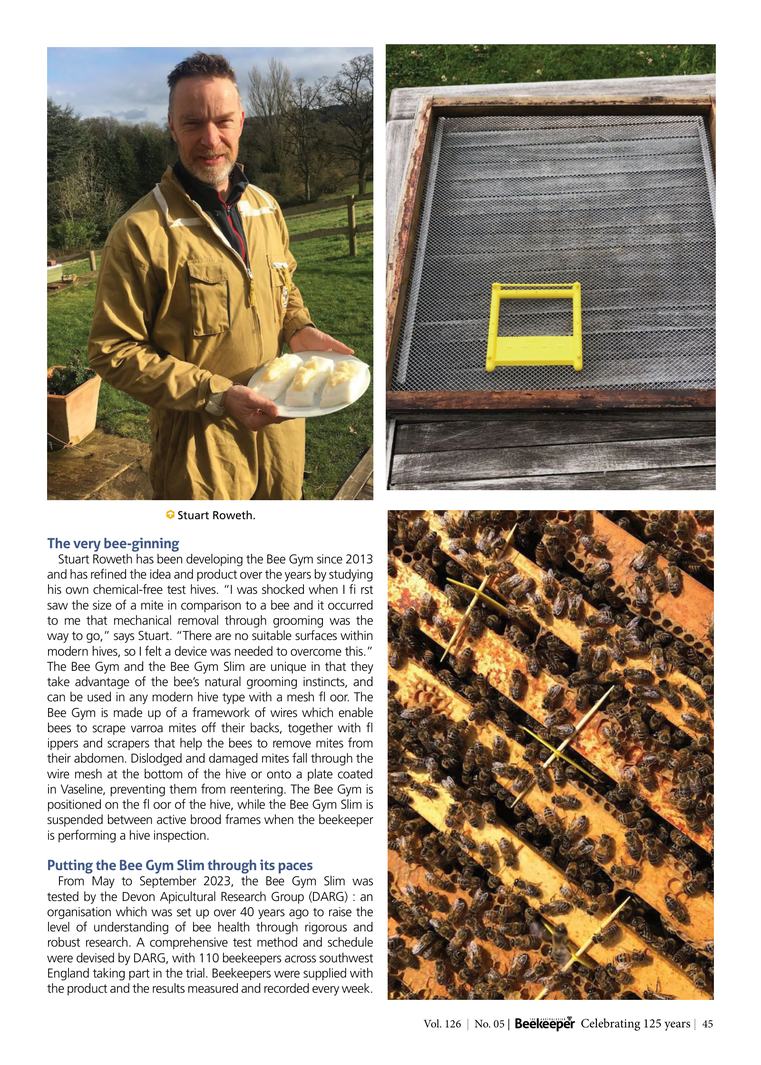 Stuart Roweth.
The very bee-ginning
Stuart Roweth has been developing the Bee Gym since 2013
and has refined the idea and product over the years by studying
his own chemical-free test hives. “I was shocked when I fi rst
saw the size of a mite in comparison to a bee and it occurred
to me that mechanical removal through grooming was the
way to go,” says Stuart. “There are no suitable surfaces within
modern hives, so I felt a device was needed to overcome this.”
The Bee Gym and the Bee Gym Slim are unique in that they
take advantage of the bee’s natural grooming instincts, and
can be used in any modern hive type with a mesh fl oor. The
Bee Gym is made up of a framework of wires which enable
bees to scrape varroa mites off their backs, together with fl
ippers and scrapers that help the bees to remove mites from
their abdomen. Dislodged and damaged mites fall through the
wire mesh at the bottom of the hive or onto a plate coated
in Vaseline, preventing them from reentering. The Bee Gym is
positioned on the fl oor of the hive, while the Bee Gym Slim is
suspended between active brood frames when the beekeeper
is performing a hive inspection.
Putting the Bee Gym Slim through its paces
From May to September 2023, the Bee Gym Slim was
tested by the Devon Apicultural Research Group (DARG) : an
organisation which was set up over 40 years ago to raise the
level of understanding of bee health through rigorous and
robust research. A comprehensive test method and schedule
were devised by DARG, with 110 beekeepers across southwest
England taking part in the trial. Beekeepers were supplied with
the product and the results measured and recorded every week.
Vol. 126 | No. 05 | Beekeeper Celebrating 125 years | 45